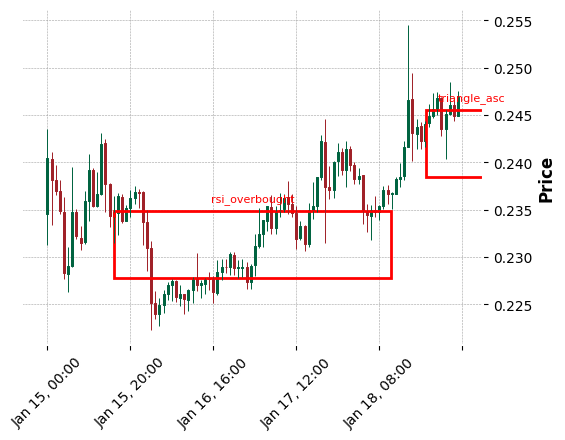 0.255
0.250
triangle_asc
0.245
0.240
rsi_overbought
0.235
0.230
0.225
Price
Jan 15, 00:00
Jan 15, 20:00
Jan 16, 16:00
Jan 17, 12:00
Jan 18, 08:00